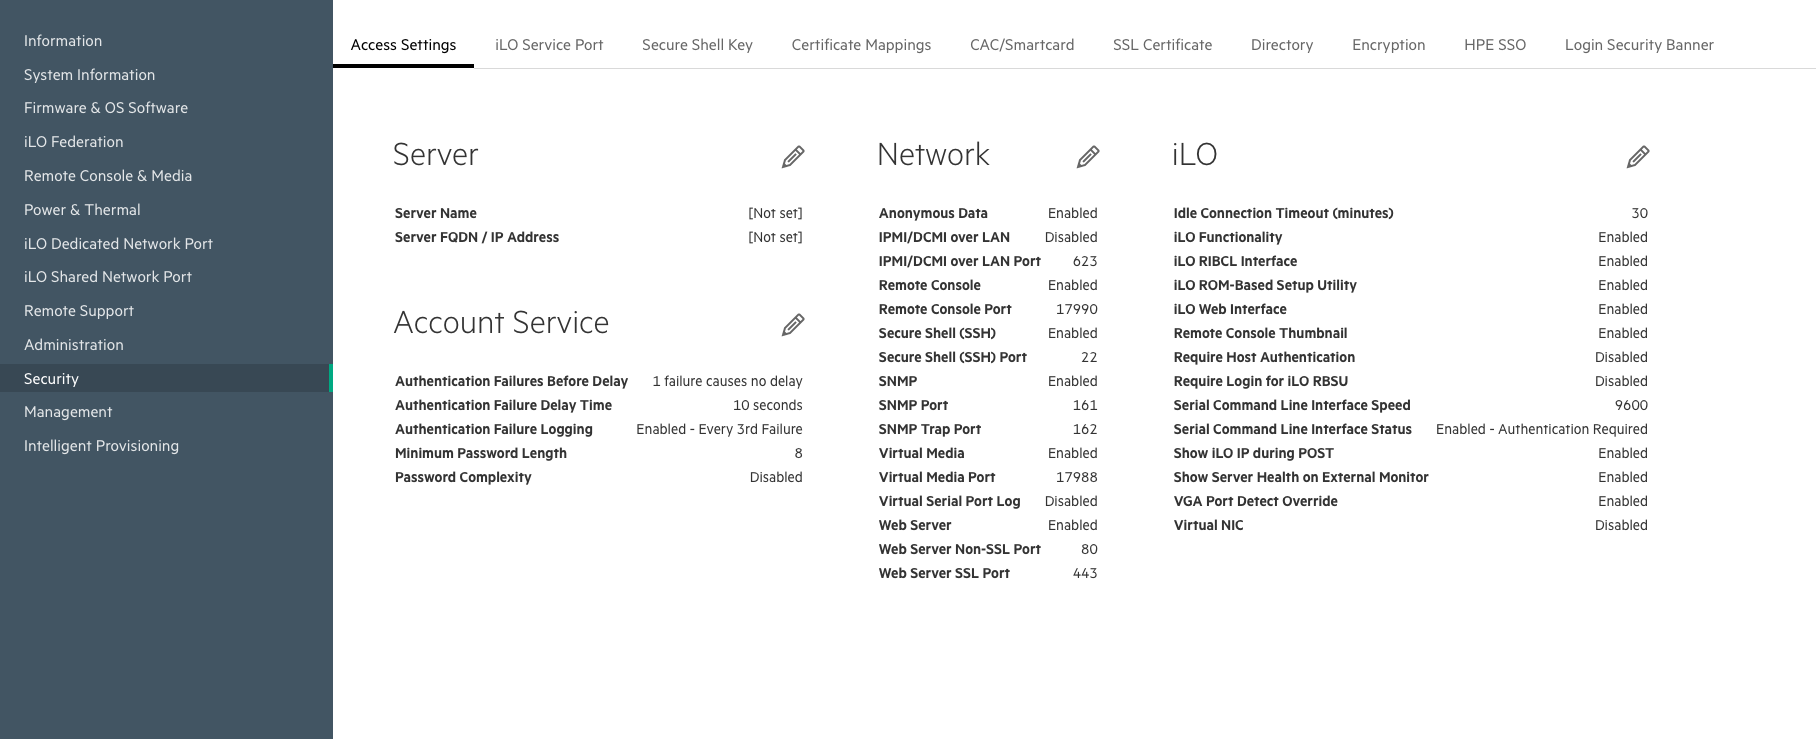 Information
System Information
Firmware & OS Software
iLO Federation
Remote Console & Media
Power & Thermal
iLO Dedicated Network Port
iLO Shared Network Port
Remote Support
Administration
Security
Management
Intelligent Provisioning
Access Settings iLO Service Port Secure Shell Key Certificate Mappings CAC/Smartcard SSL Certificate Directory Encryption HPE SSO Login Security Banner
Server
Server Name [Not set]
Server FQDN / IP Address [Not set]
Account Service
Authentication Failures Before Delay 1 failure causes no delay
Authentication Failure Delay Time 10 seconds
Authentication Failure Logging Enabled - Every 3rd Failure
Minimum Password Length 8
Password Complexity Disabled
Network
Anonymous Data Enabled
IPMI/DCMI over LAN Disabled
IPMI/DCMI over LAN Port 623
Remote Console Enabled
Remote Console Port 17990
Secure Shell (SSH) Enabled
Secure Shell (SSH) Port 22
SNMP Enabled
SNMP Port 161
SNMP Trap Port 162
Virtual Media Enabled
Virtual Media Port 17988
Virtual Serial Port Log Disabled
Web Server Enabled
Web Server Non-SSL Port 80
Web Server SSL Port 443
iLO
Idle Connection Timeout (minutes) 30
iLO Functionality Enabled
iLO RIBCL Interface Enabled
iLO ROM-Based Setup Utility Enabled
iLO Web Interface Enabled
Remote Console Thumbnail Enabled
Require Host Authentication Disabled
Require Login for iLO RBSU Disabled
Serial Command Line Interface Speed 9600
Serial Command Line Interface Status Enabled - Authentication Required
Show iLO IP during POST Enabled
Show Server Health on External Monitor Enabled
VGA Port Detect Override Enabled
Virtual NIC Disabled